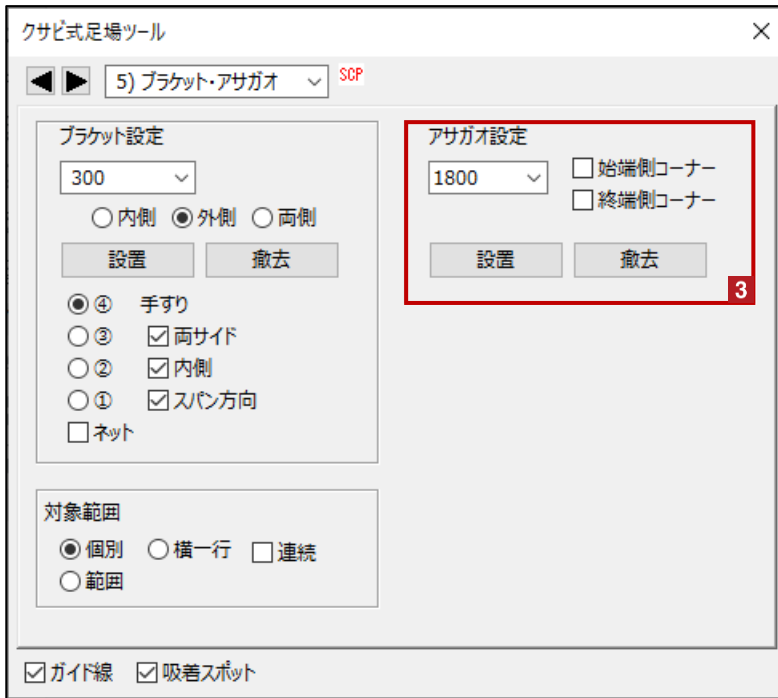 クサビ式足場ツール
5) ブラケット・アサガオ SCP
ブラケット設定
300
内側 外側 両側
設置 撤去
④ 手すり
③ 両サイド
② 内側
① スパン方向
ネット
アサガオ設定
1800 始端側コーナー
終端側コーナー
設置 撤去
3
対象範囲
個別 横一行 連続
範囲
ガイド線 吸着スポット